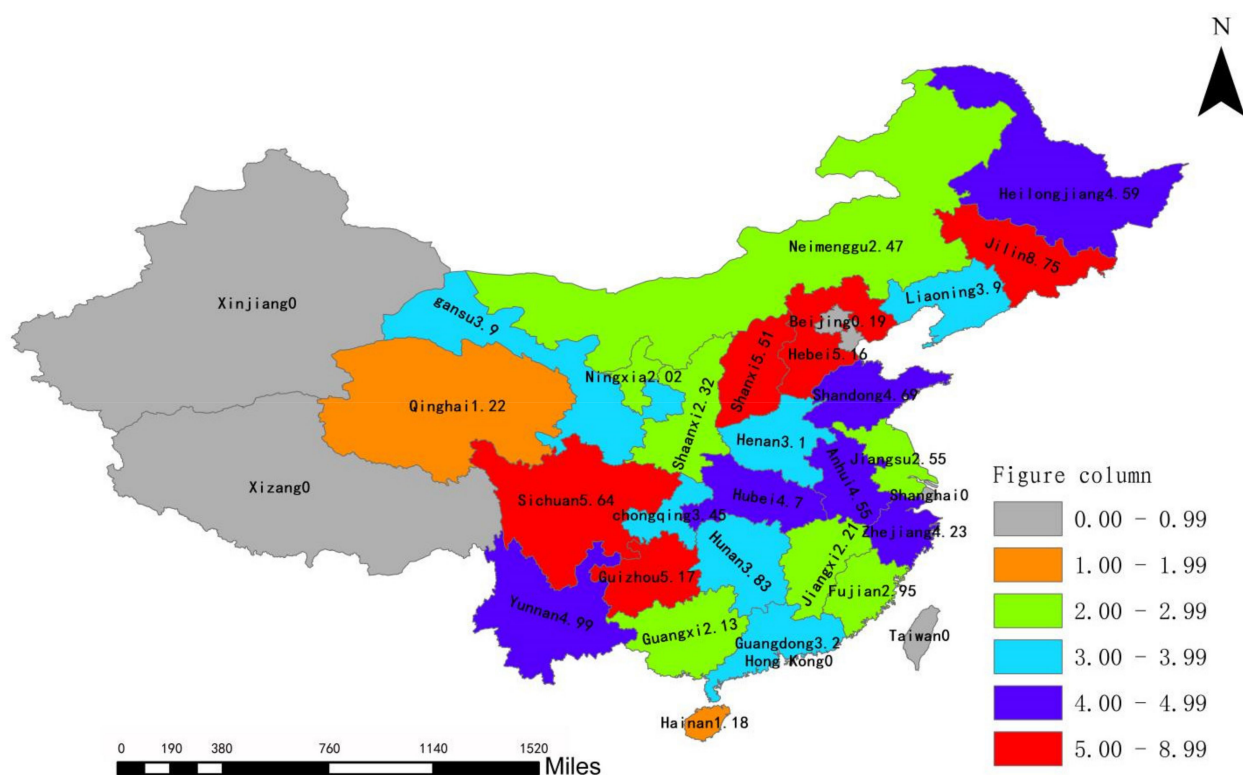 N
Heilongjiang4.59
Neimenggu2.47
Jilin8.75
Liaoning3.9
Xinjiang0
gansu3.9
Beijing0.19
Hebei5.16
Shanxi5.51
Ningxia2.02
Shandong4.69
Qinghai1.22
Shaanxi2.32
Henan3.1
Jiangsu2.55
Anhui4.55
Xizang0
Sichuan5.64
Hubei4.7
Shanghai0
chongqing3.45
Zhejiang4.23
Hunan3.83
Jiangxi2.21
Guizhou5.17
Fujian2.95
Yunnan4.99
Guangxi2.13
Guangdong3.2
Taiwan0
Hong Kong0
Hainan1.18
Figure column
0.00 - 0.99
1.00 - 1.99
2.00 - 2.99
3.00 - 3.99
4.00 - 4.99
5.00 - 8.99
0 190 380 760 1140 1520
Miles